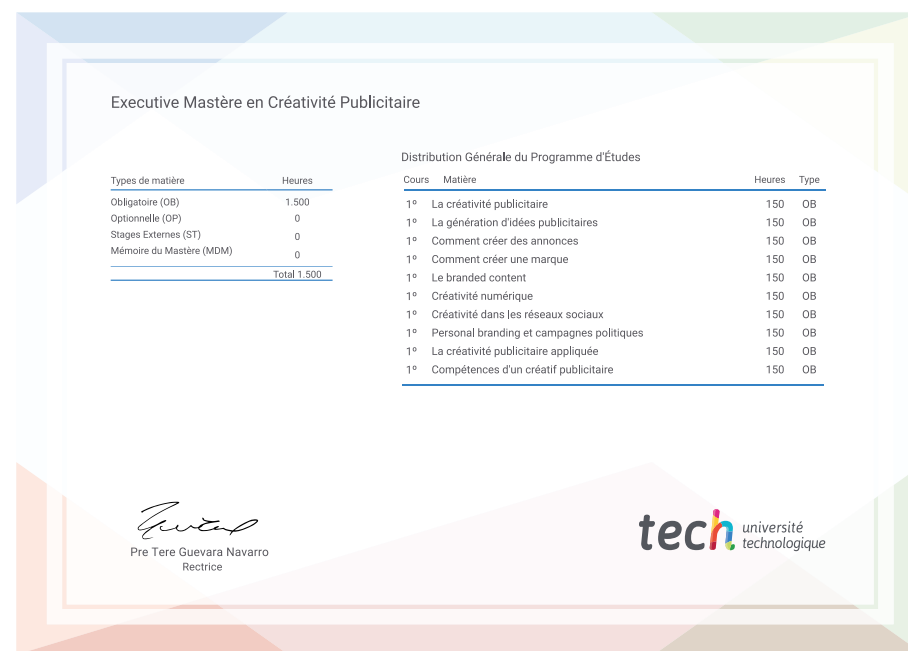 Executive Mastère en Créativité Publicitaire
Types de matière Heures
Obligatoire (OB) 1.500
Optionnelle (OP) 0
Stages Externes (ST) 0
Mémoire du Mastère (MDM) 0
Total 1.500
Distribution Générale du Programme d'Études
Cours Matière Heures Type
1º La créativité publicitaire 150 OB
1º La génération d'idées publicitaires 150 OB
1º Comment créer des annonces 150 OB
1º Comment créer une marque 150 OB
1º Le branded content 150 OB
1º Créativité numérique 150 OB
1º Créativité dans les réseaux sociaux 150 OB
1º Personal branding et campagnes politiques 150 OB
1º La créativité publicitaire appliquée 150 OB
1º Compétences d'un créatif publicitaire 150 OB
Pre Tere Guevara Navarro
Rectrice
tech université
technologique